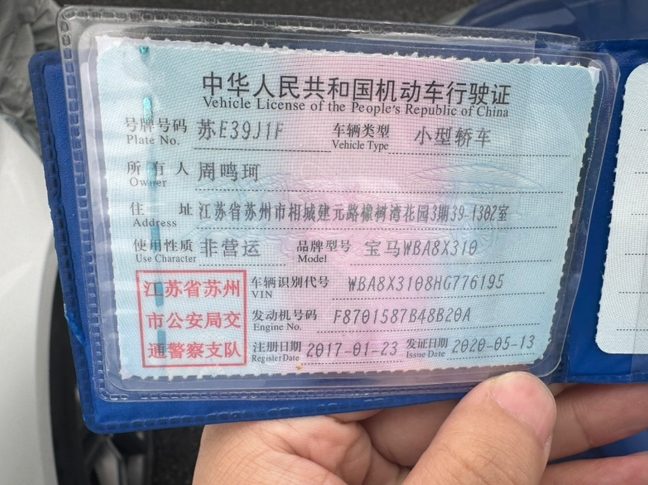 中华人民共和国机动车行驶证
Vehicle License of the People's Republic of China
号牌号码 苏E39J1F 车辆类型 小型轿车
Plate No. Vehicle Type
所有人 周鸣珂
Owner
住址 江苏省苏州市相城建元路橡树湾花园3期39-1302室
Address
使用性质 非营运 品牌型号 宝马WBA8X310
Use Character Model
江苏省苏州
市公安局交
通警察支队
车辆识别代号 WBA8X3108HG776195
VIN
发动机号码 F8701587B48B20A
Engine No.
注册日期 2017-01-23 发证日期 2020-05-13
Register Date Issue Date